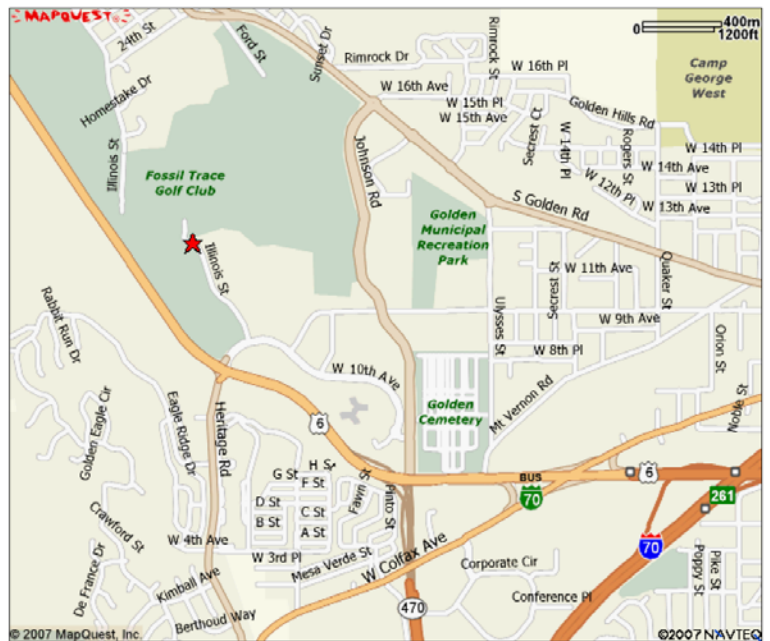 MAPQUEST
24th St
Ford St
Sunset Dr
Rimrock Dr
Rimrock St
W 16th Pl
0 400m
1200ft
Camp
George
West
Homestake Dr
W 16th Ave
W 15th Pl
W 15th Ave
Golden Hills Rd
Secrest Ct
W 14th Pl
Rogers St
W 14th Pl
W 14th Ave
W 12th Pl
W 13th Pl
W 13th Ave
Illinois St
Johnson Rd
Fossil Trace
Golf Club
S Golden Rd
Golden
Municipal
Recreation
Park
Illinois St
W 11th Ave
Secrest St
Quaker St
Rabbit Run Dr
Ulysses St
W 9th Ave
Orion St
W 8th Pl
W 10th Ave
Golden Eagle Cir
Eagle Ridge Dr
Heritage Rd
Golden
Cemetery
Mt Vernon Rd
Noble St
6
H St
G St
F St
Fawn St
Pinto St
BUS
70
6
261
D St
C St
B St
A St
Crawford St
W 4th Ave
W 3rd Pl
Mesa Verde St
W Colfax Ave
70
Corporate Cir
Poppy St
Pike St
De France Dr
Kimball Ave
Conference Pl
Berthoud Way
470
© 2007 MapQuest, Inc.
©2007 NAVTEQ